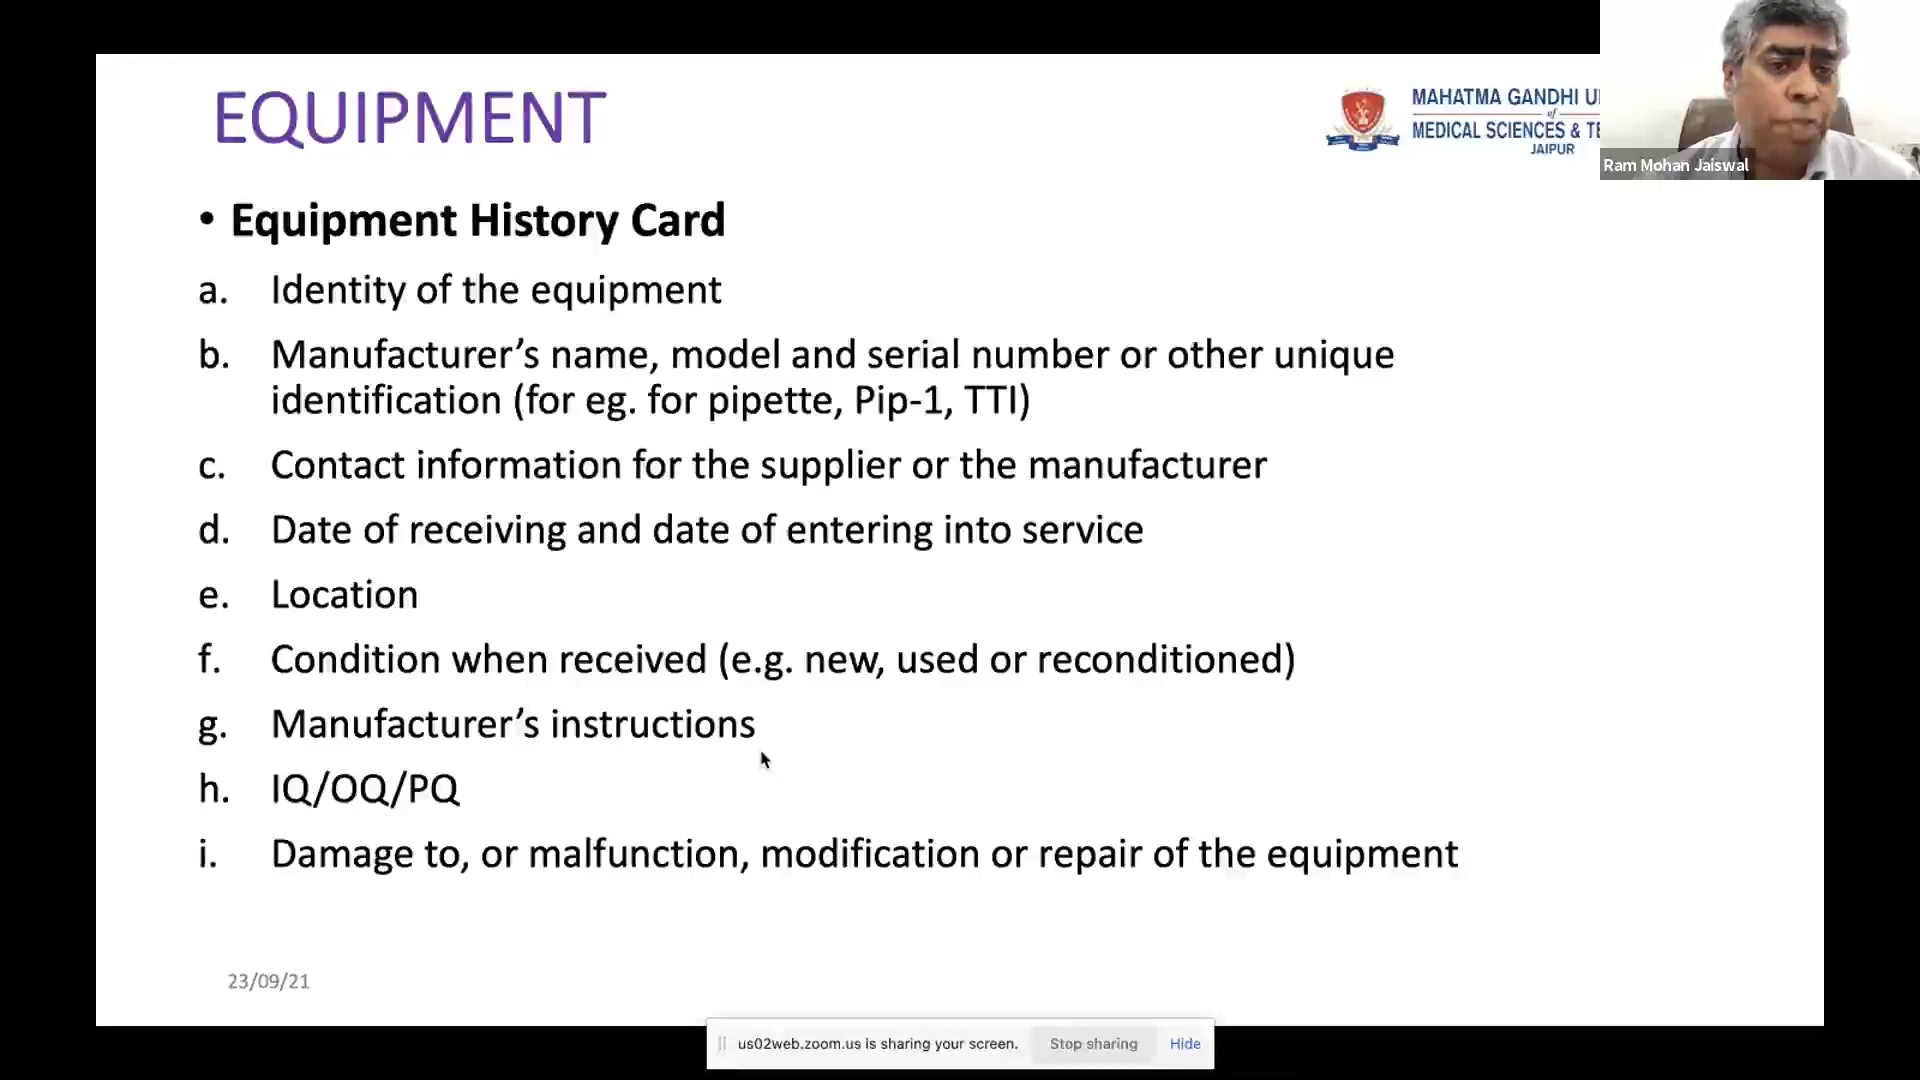 EQUIPMENT
MAHATMA GANDHI
of
MEDICAL SCIENCES &
JAIPUR
Ram Mohan Jaiswal
• Equipment History Card
a. Identity of the equipment
b. Manufacturer’s name, model and serial number or other unique
identification (for eg. for pipette, Pip-1, TTI)
c. Contact information for the supplier or the manufacturer
d. Date of receiving and date of entering into service
e. Location
f. Condition when received (e.g. new, used or reconditioned)
g. Manufacturer’s instructions
h. IQ/OQ/PQ
i. Damage to, or malfunction, modification or repair of the equipment
23/09/21
us02web.zoom.us is sharing your screen. Stop sharing Hide